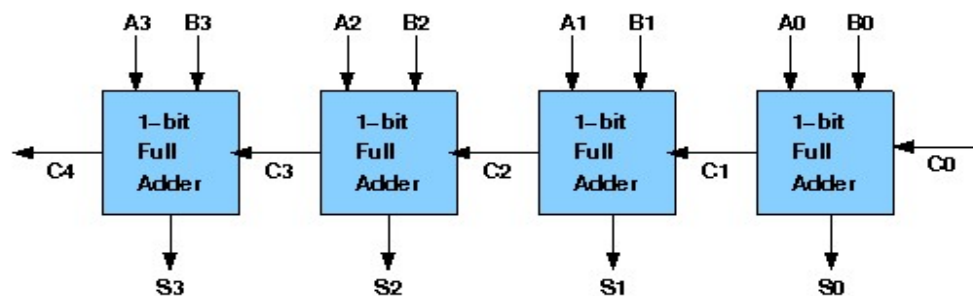 A3 B3 A2 B2 A1 B1 A0 B0
1-bit Full Adder
1-bit Full Adder
1-bit Full Adder
1-bit Full Adder
C4 C3 C2 C1 C0
S3 S2 S1 S0